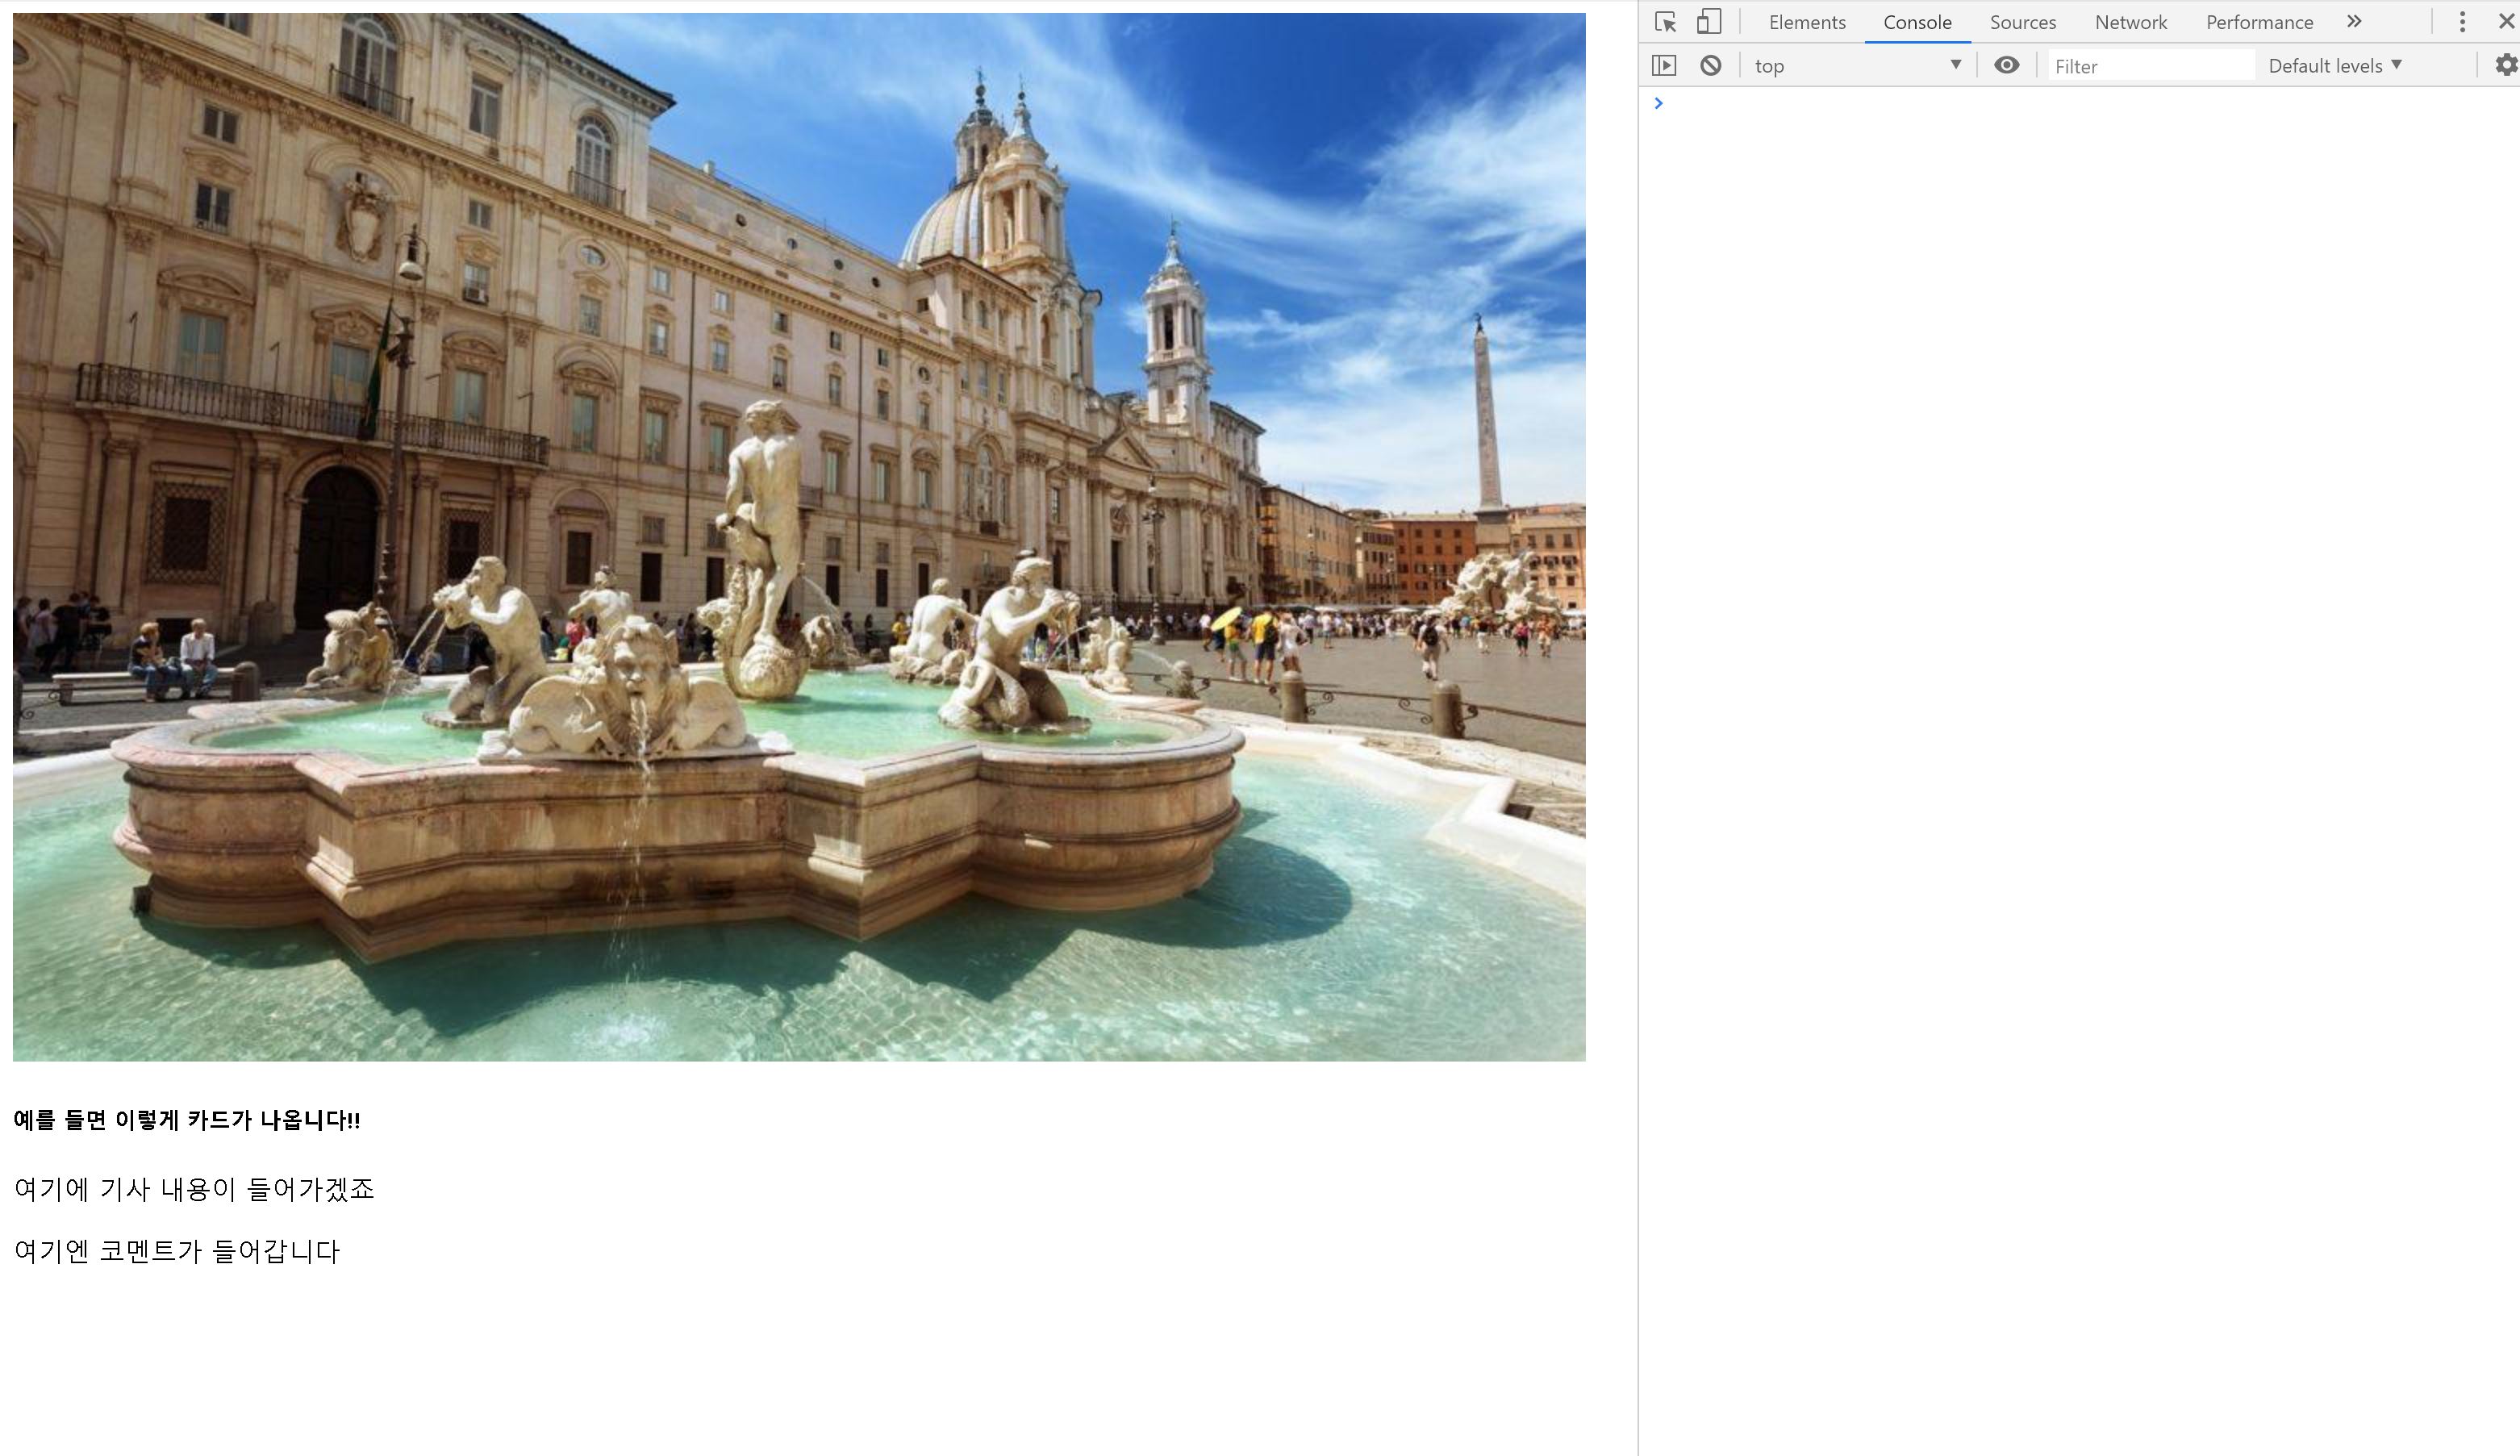 Elements Console Sources Network Performance
top Filter Default levels
예를 들면 이렇게 카드가 나옵니다!!
여기에 기사 내용이 들어가겠죠
여기엔 코멘트가 들어갑니다